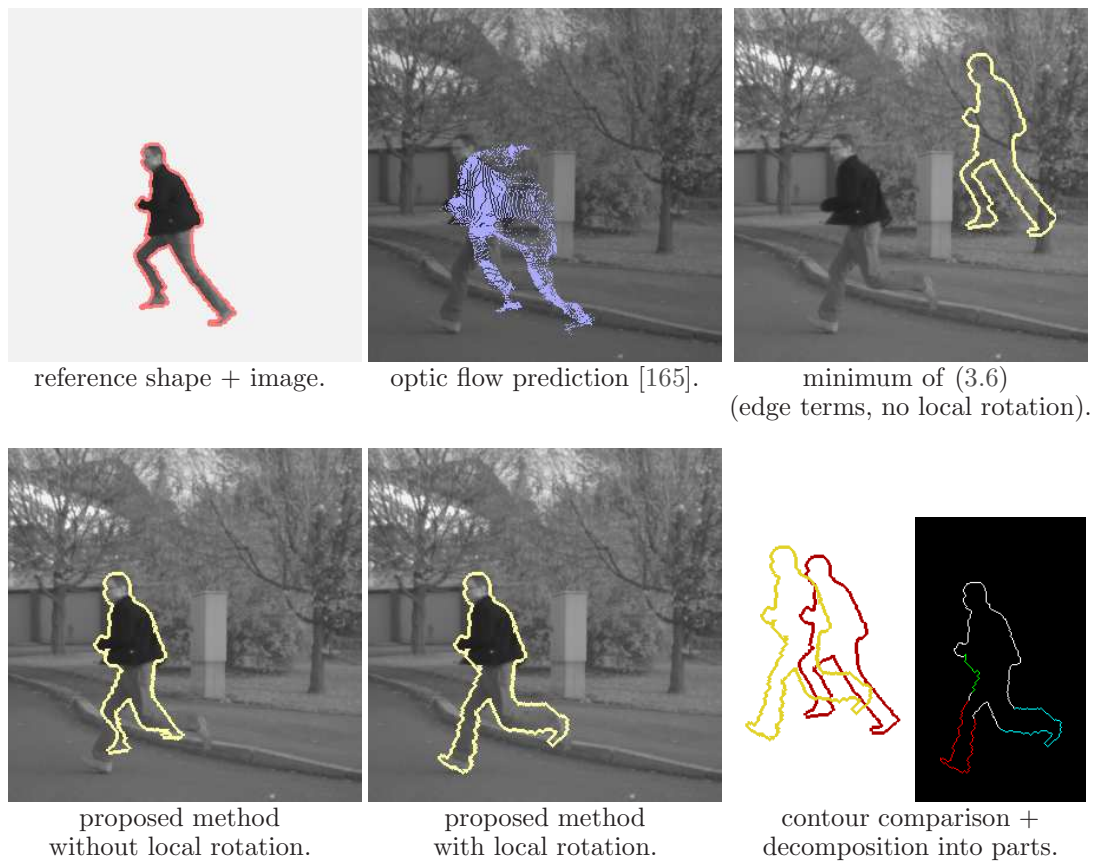 reference shape + image.
optic flow prediction [165].
minimum of (3.6)
(edge terms, no local rotation).
proposed method
without local rotation.
proposed method
with local rotation.
contour comparison +
decomposition into parts.